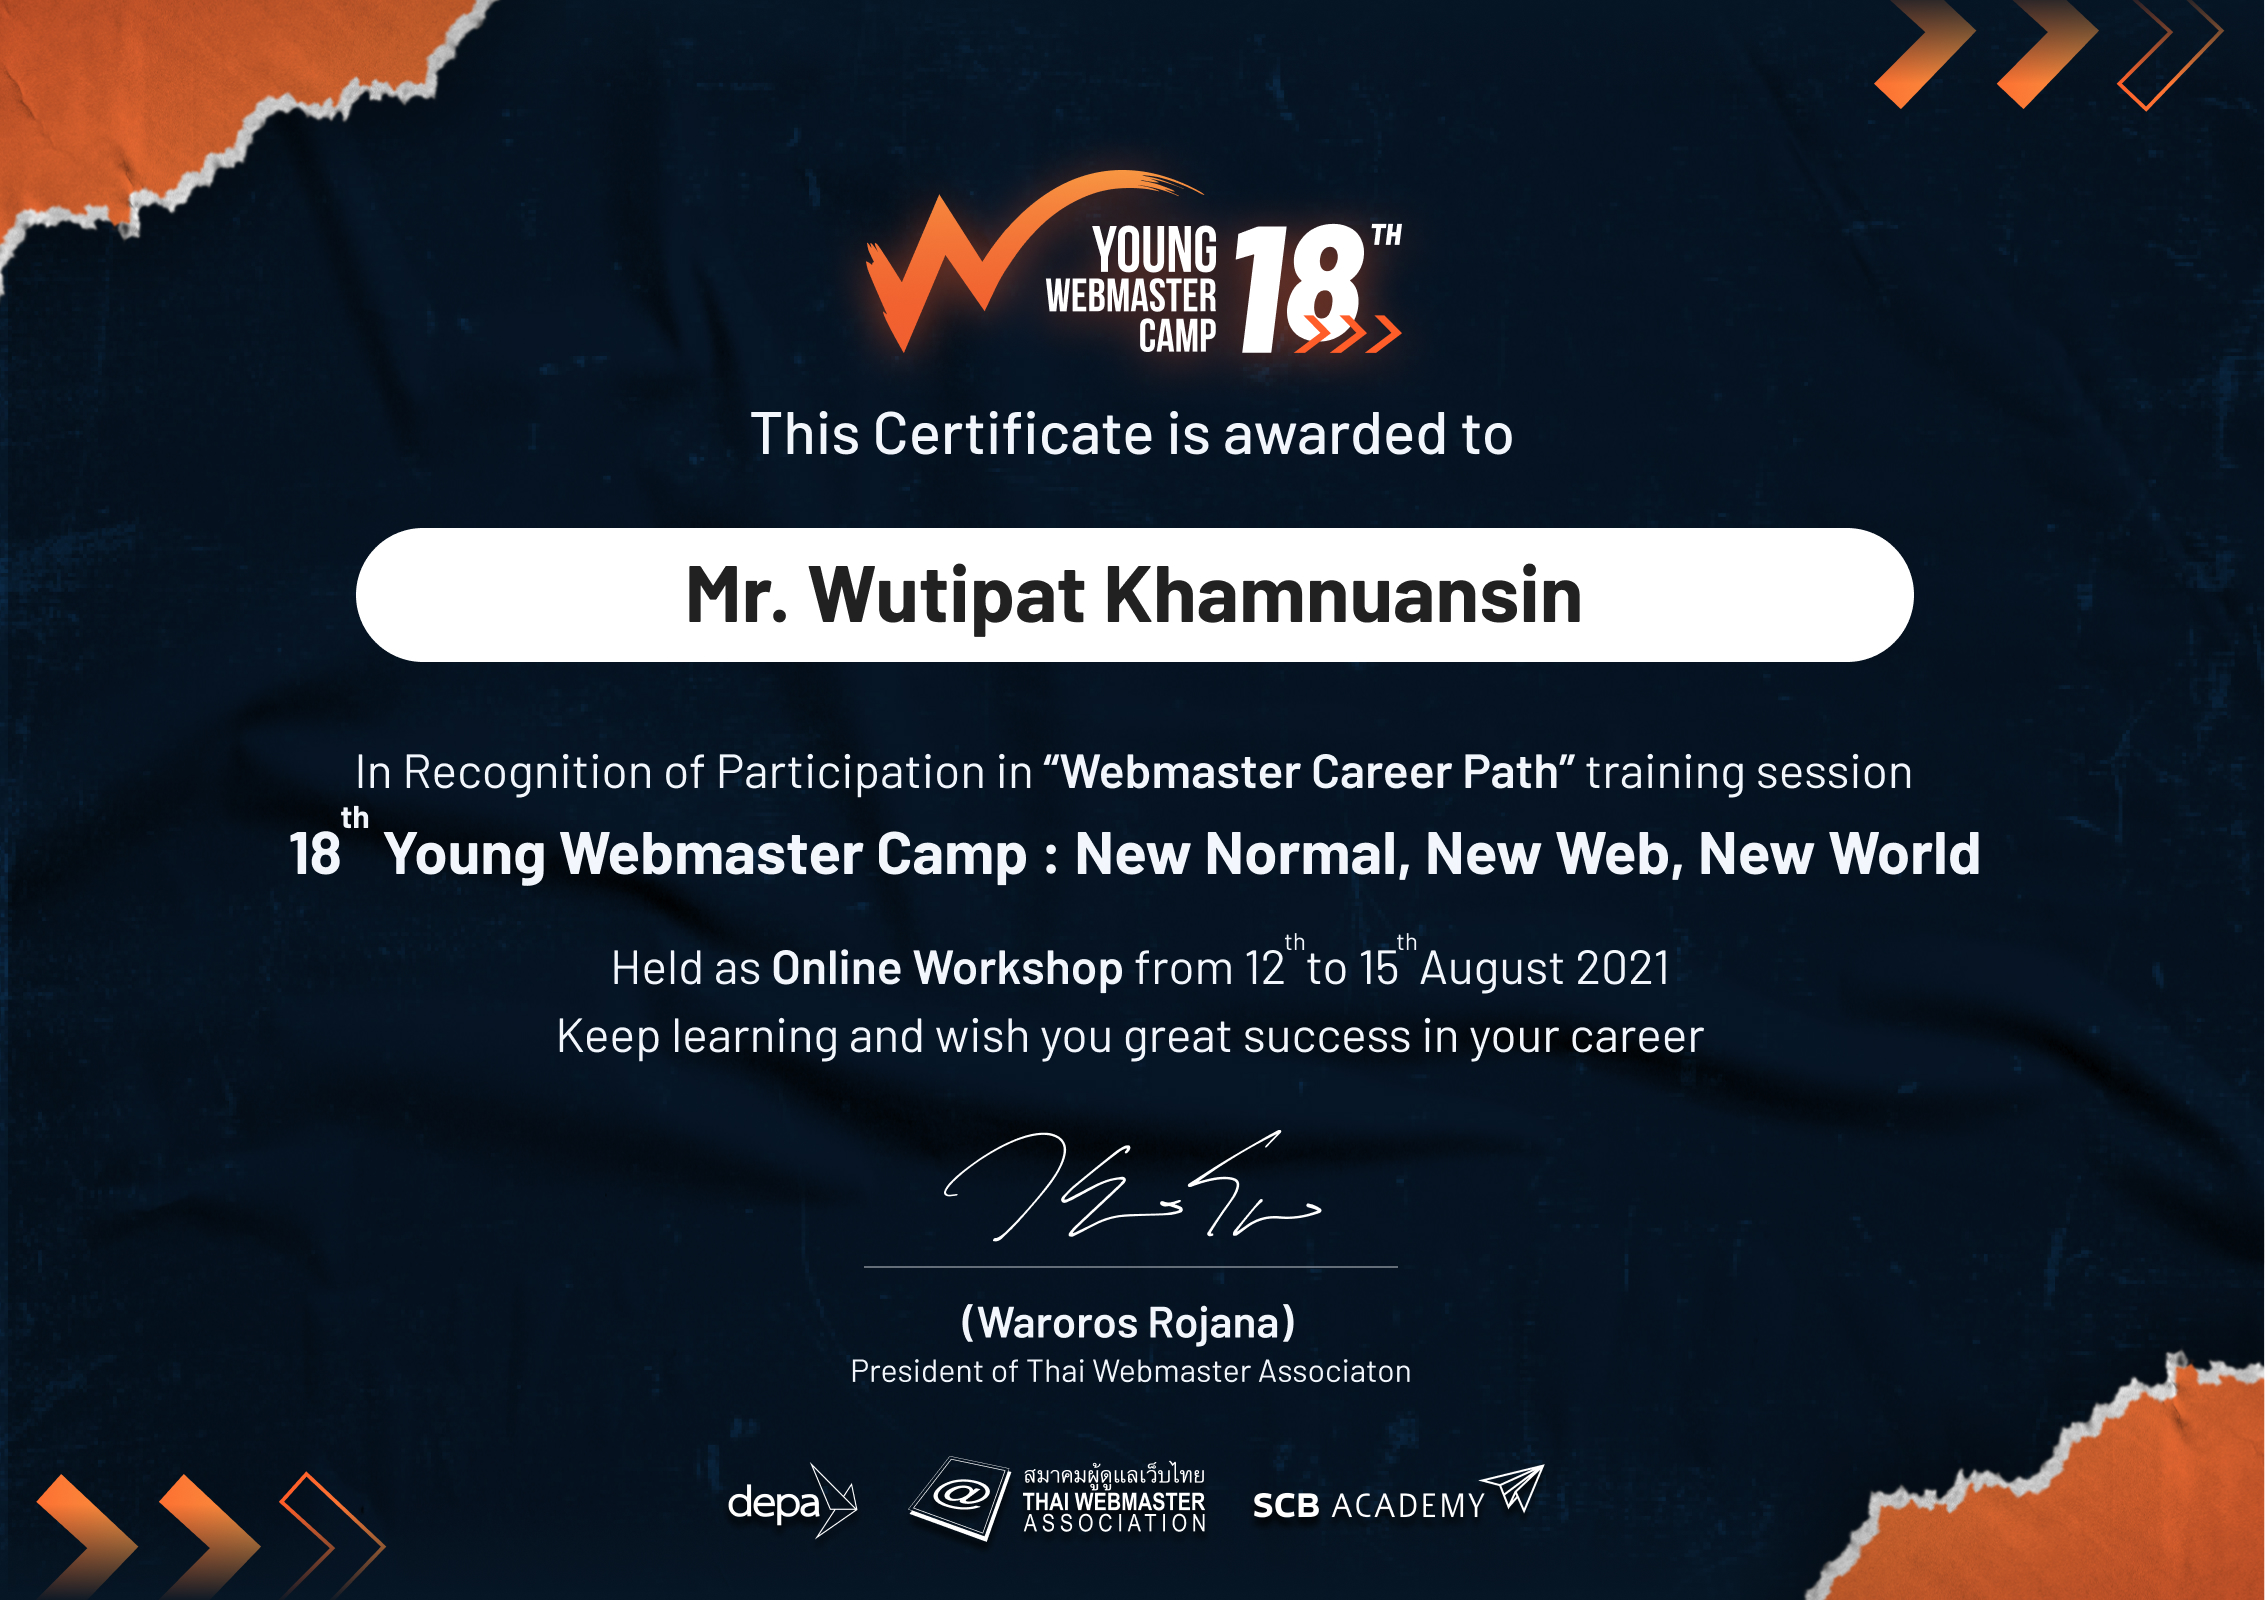 YOUNG
WEBMASTER
CAMP
18TH
This Certificate is awarded to
Mr. Wutipat Khamnuansin
In Recognition of Participation in “Webmaster Career Path” training session
18th Young Webmaster Camp : New Normal, New Web, New World
Held as Online Workshop from 12th to 15th August 2021
Keep learning and wish you great success in your career
(Waroros Rojana)
President of Thai Webmaster Associaton
depa
@
สมาคมผู้ดูแลเว็บไทย
THAI WEBMASTER
ASSOCIATION
SCB ACADEMY